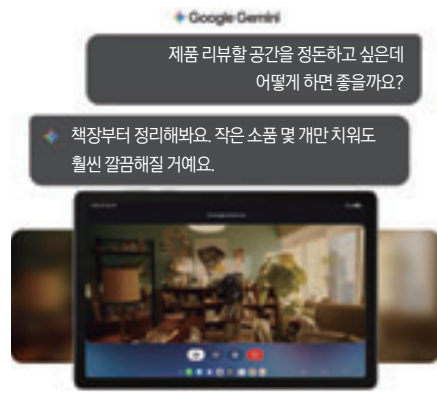 Google Gemini
제품 리뷰할 공간을 정돈하고 싶은데
어떻게 하면 좋을까요?
책장부터 정리해봐요. 작은 소품 몇 개만 치워도
훨씬 깔끔해질 거예요.